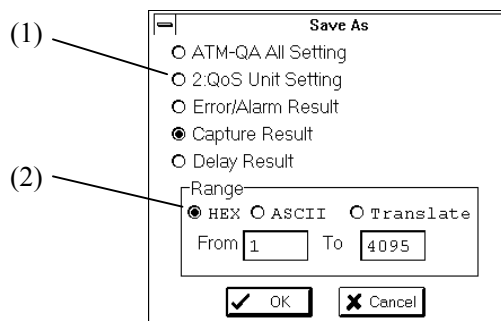 Save As
(1)
ATM-QA All Setting
2:QoS Unit Setting
Error/Alarm Result
Capture Result
Delay Result
(2)
Range
HEX ASCII Translate
From 1 To 4095
OK Cancel